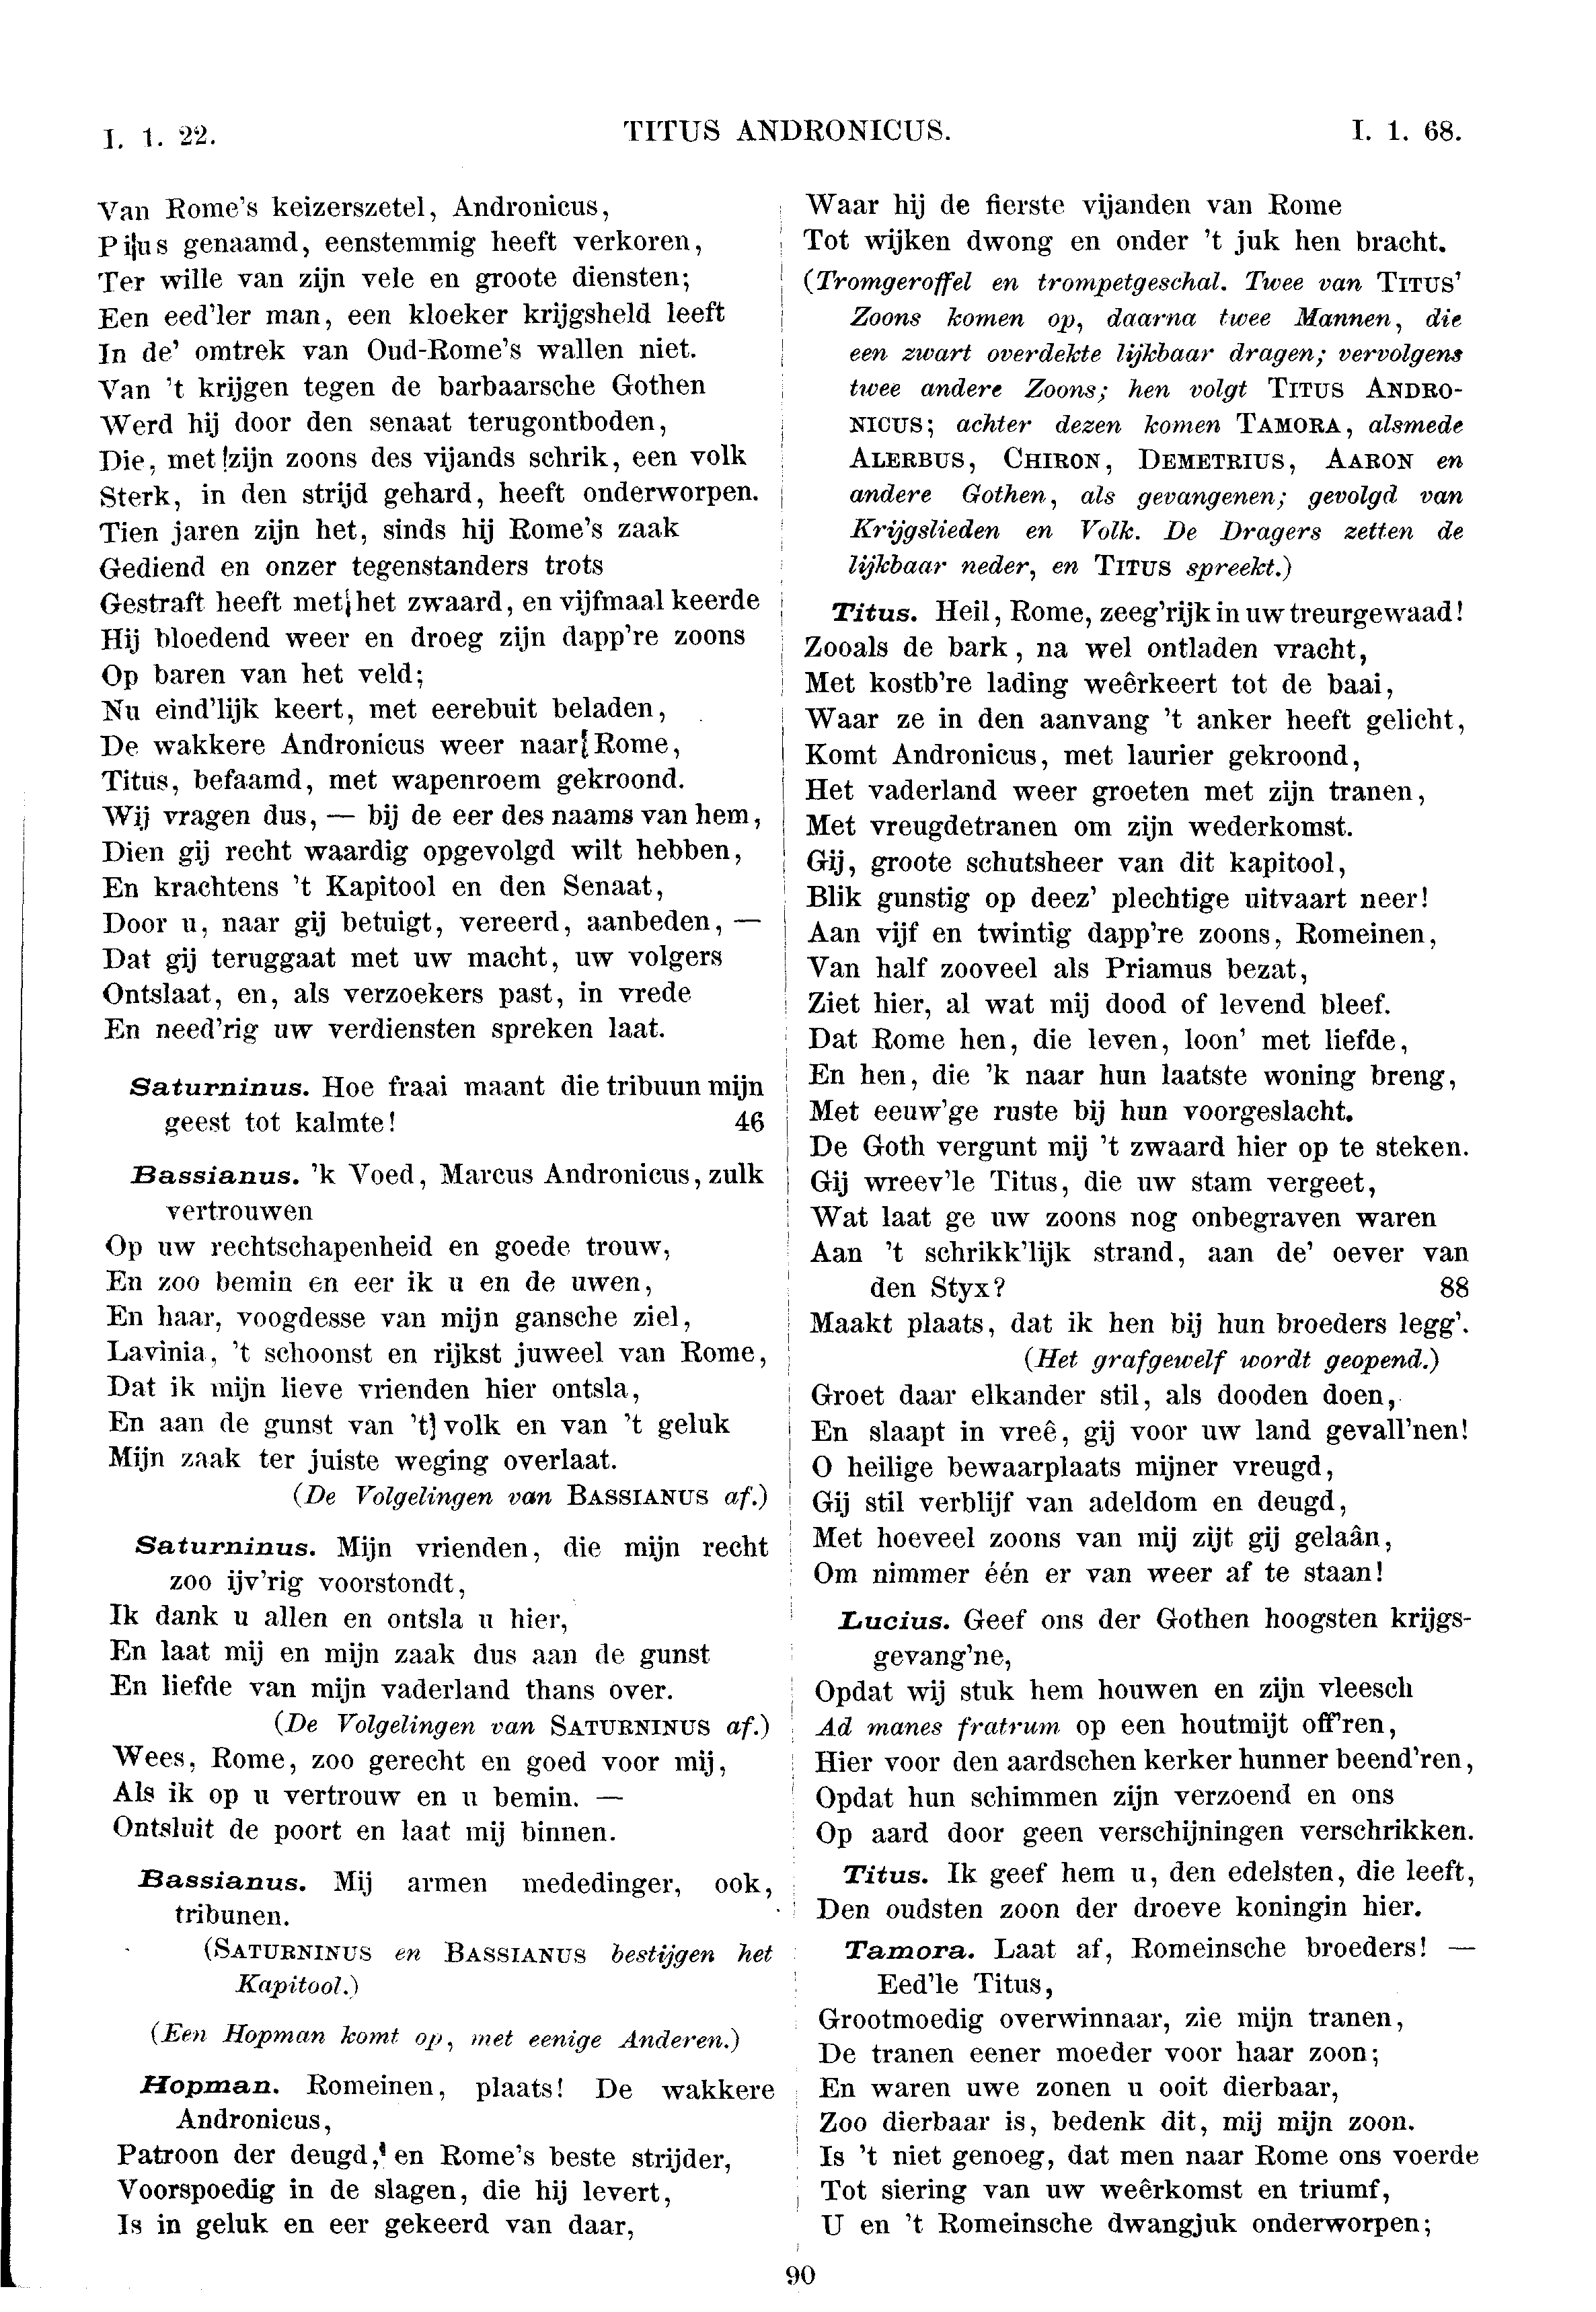 I. 1. 22.
TITUS ANDRONICUS.
I. 1. 68.
Van Rome's keizerszetel, Andronicus,
Pius genaamd, eenstemmig heeft verkoren,
Ter wille van zijn vele en groote diensten;
Een eed'ler man, een kloeker krijgsheld leeft
In de' omtrek van Oud-Rome's wallen niet.
Van 't krijgen tegen de barbaarsche Gothen
Werd hij door den senaat terugontboden,
Die, met zijn zoons des vijands schrik, een volk
Sterk, in den strijd gehard, heeft onderworpen.
Tien jaren zijn het, sinds hij Rome's zaak
Gediend en onzer tegenstanders trots
Gestraft heeft met het zwaard, en vijfmaal keerde
Hij bloedend weer en droeg zijn dapp're zoons
Op baren van het veld;
Nu eind'lijk keert, met eerebuit beladen,
De wakkere Andronicus weer naar Rome,
Titus, befaamd, met wapenroem gekroond.
Wij vragen dus, — bij de eer des naams van hem,
Dien gij recht waardig opgevolgd wilt hebben,
En krachtens 't Kapitool en den Senaat,
Door u, naar gij betuigt, vereerd, aanbeden, —
Dat gij teruggaat met uw macht, uw volgers
Ontslaat, en, als verzoekers past, in vrede
En need'rig uw verdiensten spreken laat.
Saturninus. Hoe fraai maant die tribuun mijn
geest tot kalmte! 46
Bassianus. 'k Voed, Marcus Andronicus, zulk
vertrouwen
Op uw rechtschapenheid en goede trouw,
En zoo bemin en eer ik u en de uwen,
En haar, voogdesse van mijn gansche ziel,
Lavinia, 't schoonst en rijkst juweel van Rome,
Dat ik mijn lieve vrienden hier ontsla,
En aan de gunst van 't volk en van 't geluk
Mijn zaak ter juiste weging overlaat.
(De Volgelingen van BASSIANUS af.)
Saturninus. Mijn vrienden, die mijn recht
zoo ijv'rig voorstondt,
Ik dank u allen en ontsla u hier,
En laat mij en mijn zaak dus aan de gunst
En liefde van mijn vaderland thans over.
(De Volgelingen van SATURNINUS af.)
Wees, Rome, zoo gerecht en goed voor mij,
Als ik op u vertrouw en u bemin. —
Ontsluit de poort en laat mij binnen.
Bassianus. Mij armen mededinger, ook,
tribunen.
(SATURNINUS en BASSIANUS bestijgen het
Kapitool.)
(Een Hopman komt op, met eenige Anderen.)
Hopman. Romeinen, plaats! De wakkere
Andronicus,
Patroon der deugd, en Rome's beste strijder,
Voorspoedig in de slagen, die hij levert,
Is in geluk en eer gekeerd van daar,
Waar hij de fierste vijanden van Rome
Tot wijken dwong en onder 't juk hen bracht.
(Tromgeroffel en trompetgeschal. Twee van TITUS'
Zoons komen op, daarna twee Mannen, die
een zwart overdekte lijkbaar dragen; vervolgens
twee andere Zoons; hen volgt TITUS ANDRO-
NICUS; achter dezen komen TAMORA, alsmede
ALERBUS, CHIRON, DEMETRIUS, AARON en
andere Gothen, als gevangenen; gevolgd van
Krijgslieden en Volk. De Dragers zetten de
lijkbaar neder, en TITUS spreekt.)
Titus. Heil, Rome, zeeg'rijk in uw treurgewaad!
Zooals de bark, na wel ontladen vracht,
Met kostb're lading weêrkeert tot de baai,
Waar ze in den aanvang 't anker heeft gelicht,
Komt Andronicus, met laurier gekroond,
Het vaderland weer groeten met zijn tranen,
Met vreugdetranen om zijn wederkomst.
Gij, groote schutsheer van dit kapitool,
Blik gunstig op deez' plechtige uitvaart neer!
Aan vijf en twintig dapp're zoons, Romeinen,
Van half zooveel als Priamus bezat,
Ziet hier, al wat mij dood of levend bleef.
Dat Rome hen, die leven, loon' met liefde,
En hen, die 'k naar hun laatste woning breng,
Met eeuw'ge ruste bij hun voorgeslacht.
De Goth vergunt mij 't zwaard hier op te steken.
Gij wreev'le Titus, die uw stam vergeet,
Wat laat ge uw zoons nog onbegraven waren
Aan 't schrikk'lijk strand, aan de' oever van
den Styx? 88
Maakt plaats, dat ik hen bij hun broeders legg'.
(Het grafgewelf wordt geopend.)
Groet daar elkander stil, als dooden doen,
En slaapt in vreê, gij voor uw land gevall'nen!
O heilige bewaarplaats mijner vreugd,
Gij stil verblijf van adeldom en deugd,
Met hoeveel zoons van mij zijt gij gelaân,
Om nimmer één er van weer af te staan!
Lucius. Geef ons der Gothen hoogsten krijgs-
gevang'ne,
Opdat wij stuk hem houwen en zijn vleesch
Ad manes fratrum op een houtmijt off'ren,
Hier voor den aardschen kerker hunner beend'ren,
Opdat hun schimmen zijn verzoend en ons
Op aard door geen verschijningen verschrikken.
Titus. Ik geef hem u, den edelsten, die leeft,
Den oudsten zoon der droeve koningin hier.
Tamora. Laat af, Romeinsche broeders! —
Eed'le Titus,
Grootmoedig overwinnaar, zie mijn tranen,
De tranen eener moeder voor haar zoon;
En waren uwe zonen u ooit dierbaar,
Zoo dierbaar is, bedenk dit, mij mijn zoon.
Is 't niet genoeg, dat men naar Rome ons voerde
Tot siering van uw weêrkomst en triumf,
U en 't Romeinsche dwangjuk onderworpen;
90